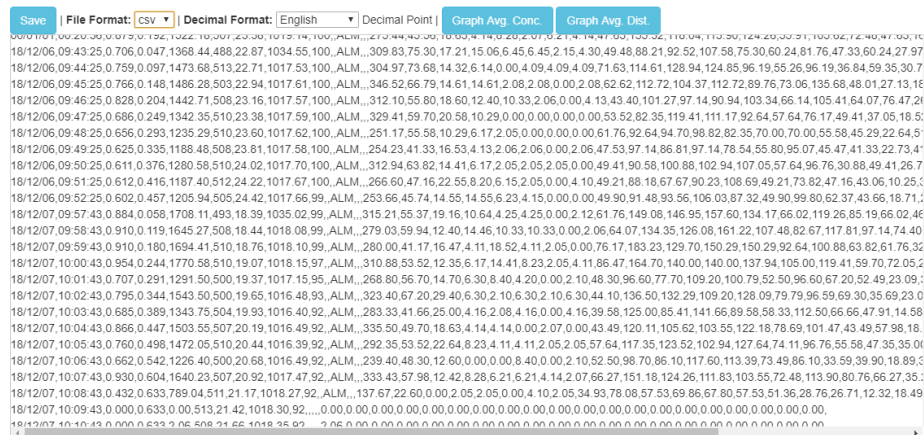 Save | File Format: csv | Decimal Format: English Decimal Point | Graph Avg. Conc. Graph Avg. Dist.
18/12/06,09:43:25,0.706,0.047,1368.44,488,22.87,1034.55,100,,ALM,,,309.83,75.30,17.21,15.06,6.45,6.45,2.15,4.30,49.48,88.21,92.52,107.58,75.30,60.24,81.76,47.33,60.24,27.97
18/12/06,09:44:25,0.759,0.097,1473.68,513,22.71,1017.53,100,,ALM,,,304.97,73.68,14.32,6.14,0.00,4.09,4.09,4.09,71.63,114.61,128.94,124.85,96.19,55.26,96.19,36.84,59.35,30.7
18/12/06,09:45:25,0.766,0.148,1486.28,503,22.94,1017.61,100,,ALM,,,346.52,66.79,14.61,14.61,2.08,2.08,0.00,2.08,62.62,112.72,104.37,112.72,89.76,73.06,135.68,48.01,27.13,18
18/12/06,09:46:25,0.828,0.204,1442.71,508,23.16,1017.57,100,,ALM,,,312.10,55.80,18.60,12.40,10.33,2.06,0.00,4.13,43.40,101.27,97.14,90.94,103.34,66.14,105.41,64.07,76.47,26
18/12/06,09:47:25,0.686,0.249,1342.35,510,23.38,1017.59,100,,ALM,,,329.41,59.70,20.58,10.29,0.00,0.00,0.00,0.00,53.52,82.35,119.41,111.17,92.64,57.64,76.17,49.41,37.05,18.5
18/12/06,09:48:25,0.656,0.293,1235.29,510,23.60,1017.62,100,,ALM,,,251.17,55.58,10.29,6.17,2.05,0.00,0.00,0.00,61.76,92.64,94.70,98.82,82.35,70.00,70.00,55.58,45.29,22.64,5
18/12/06,09:49:25,0.625,0.335,1188.48,508,23.81,1017.58,100,,ALM,,,254.23,41.33,16.53,4.13,2.06,2.06,0.00,2.06,47.53,97.14,86.81,97.14,78.54,55.80,95.07,45.47,41.33,22.73,4
18/12/06,09:50:25,0.611,0.376,1280.58,510,24.02,1017.70,100,,ALM,,,312.94,63.82,14.41,6.17,2.05,2.05,2.05,0.00,49.41,90.58,100.88,102.94,107.05,57.64,96.76,30.88,49.41,26.7
18/12/06,09:51:25,0.612,0.416,1187.40,512,24.22,1017.67,100,,ALM,,,266.60,47.16,22.55,8.20,6.15,2.05,0.00,4.10,49.21,88.18,67.67,90.23,108.69,49.21,73.82,47.16,43.06,10.25,
18/12/06,09:52:25,0.602,0.457,1205.94,505,24.42,1017.66,99,,ALM,,,253.66,45.74,14.55,14.55,6.23,4.15,0.00,0.00,49.90,91.48,93.56,106.03,87.32,49.90,99.80,62.37,43.66,18.71,
18/12/07,09:57:43,0.884,0.058,1708.11,493,18.39,1035.02,99,,ALM,,,315.21,55.37,19.16,10.64,4.25,4.25,0.00,2.12,61.76,149.08,146.95,157.60,134.17,66.02,119.26,85.19,66.02,46
18/12/07,09:58:43,0.910,0.119,1645.27,508,18.44,1018.08,99,,ALM,,,279.03,59.94,12.40,14.46,10.33,10.33,0.00,2.06,64.07,134.35,126.08,161.22,107.48,82.67,117.81,97.14,74.40
18/12/07,09:59:43,0.910,0.180,1694.41,510,18.76,1018.10,99,,ALM,,,280.00,41.17,16.47,4.11,18.52,4.11,2.05,0.00,76.17,183.23,129.70,150.29,150.29,92.64,100.88,63.82,61.76,32
18/12/07,10:00:43,0.954,0.244,1770.58,510,19.07,1018.15,97,,ALM,,,310.88,53.52,12.35,6.17,14.41,8.23,2.05,4.11,86.47,164.70,140.00,140.00,137.94,105.00,119.41,59.70,72.05,2
18/12/07,10:01:43,0.707,0.291,1291.50,500,19.37,1017.15,95,,ALM,,,268.80,56.70,14.70,6.30,8.40,4.20,0.00,2.10,48.30,96.60,77.70,109.20,100.79,52.50,96.60,67.20,52.49,23.09,
18/12/07,10:02:43,0.795,0.344,1543.50,500,19.65,1016.48,93,,ALM,,,323.40,67.20,29.40,6.30,2.10,6.30,2.10,6.30,44.10,136.50,132.29,109.20,128.09,79.79,96.59,69.30,35.69,23.0
18/12/07,10:03:43,0.685,0.389,1343.75,504,19.93,1016.40,92,,ALM,,,283.33,41.66,25.00,4.16,2.08,4.16,0.00,4.16,39.58,125.00,85.41,141.66,89.58,58.33,112.50,66.66,47.91,14.58
18/12/07,10:04:43,0.866,0.447,1503.55,507,20.19,1016.49,92,,ALM,,,335.50,49.70,18.63,4.14,4.14,0.00,2.07,0.00,43.49,120.11,105.62,103.55,122.18,78.69,101.47,43.49,57.98,18.
18/12/07,10:05:43,0.760,0.498,1472.05,510,20.44,1016.39,92,,ALM,,,292.35,53.52,22.64,8.23,4.11,4.11,2.05,2.05,57.64,117.35,123.52,102.94,127.64,74.11,96.76,55.58,47.35,35.0
18/12/07,10:06:43,0.662,0.542,1226.40,500,20.68,1016.49,92,,ALM,,,239.40,48.30,12.60,0.00,0.00,8.40,0.00,2.10,52.50,98.70,86.10,117.60,113.39,73.49,86.10,33.59,39.90,18.89,3
18/12/07,10:07:43,0.930,0.604,1640.23,507,20.92,1017.47,92,,ALM,,,333.43,57.98,12.42,8.28,6.21,6.21,4.14,2.07,66.27,151.18,124.26,111.83,103.55,72.48,113.90,80.76,66.27,35.
18/12/07,10:08:43,0.432,0.633,789.04,511,21.17,1018.27,92,,ALM,,,137.67,22.60,0.00,2.05,2.05,0.00,4.10,2.05,34.93,78.08,57.53,69.86,67.80,57.53,51.36,28.76,26.71,12.32,18.49
18/12/07,10:09:43,0.000,0.633,0.00,513,21.42,1018.30,92,,,,,0.00,0.00,0.00,0.00,0.00,0.00,0.00,0.00,0.00,0.00,0.00,0.00,0.00,0.00,0.00,0.00,0.00,0.00,0.00,0.00,